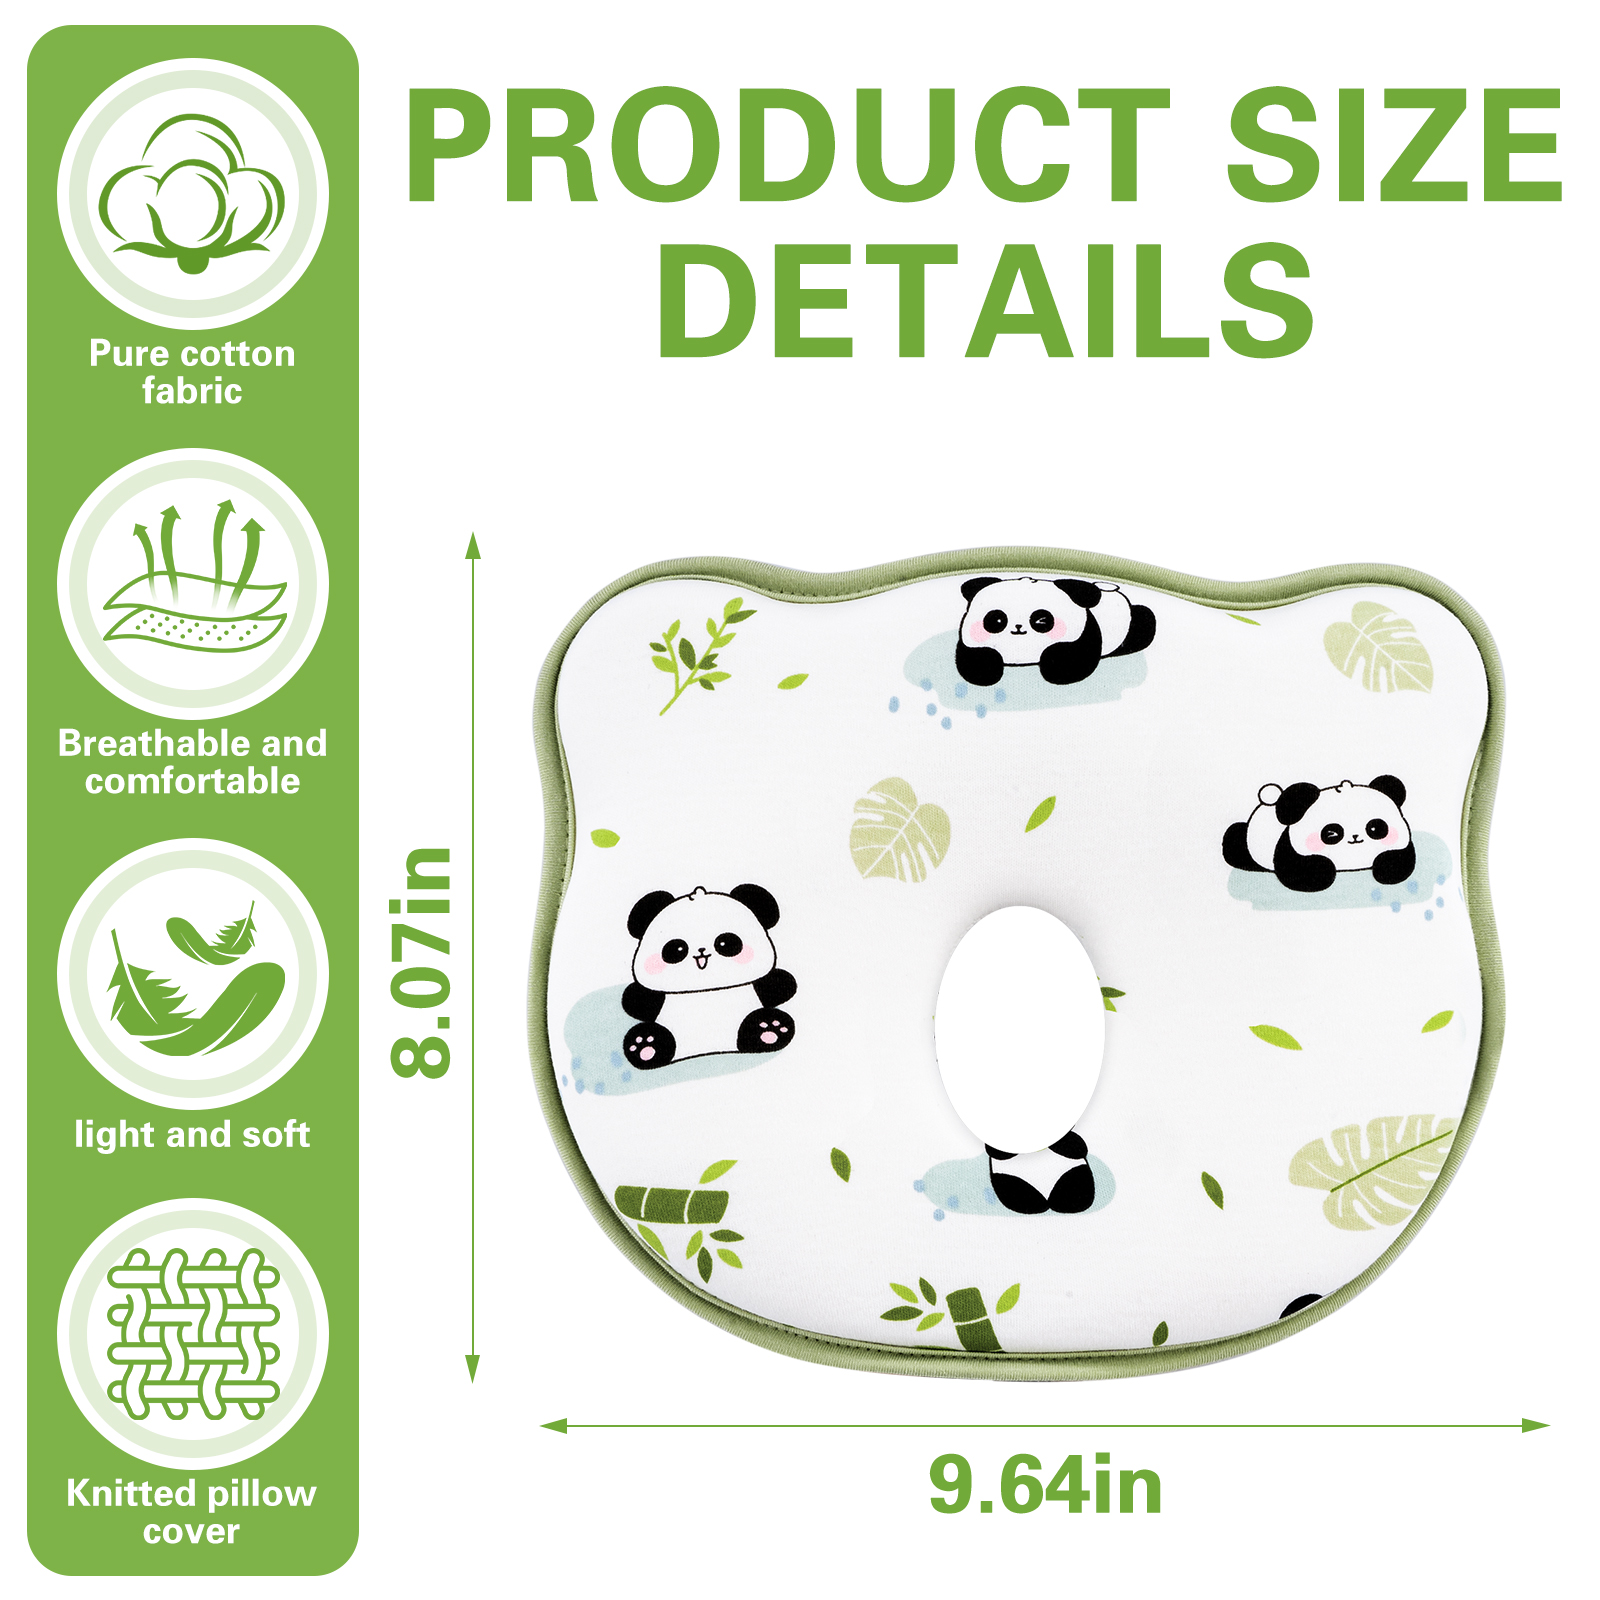 PRODUCT SIZE
DETAILS
Pure cotton
fabric
Breathable and
comfortable
light and soft
Knitted pillow
cover
8.07in
9.64in